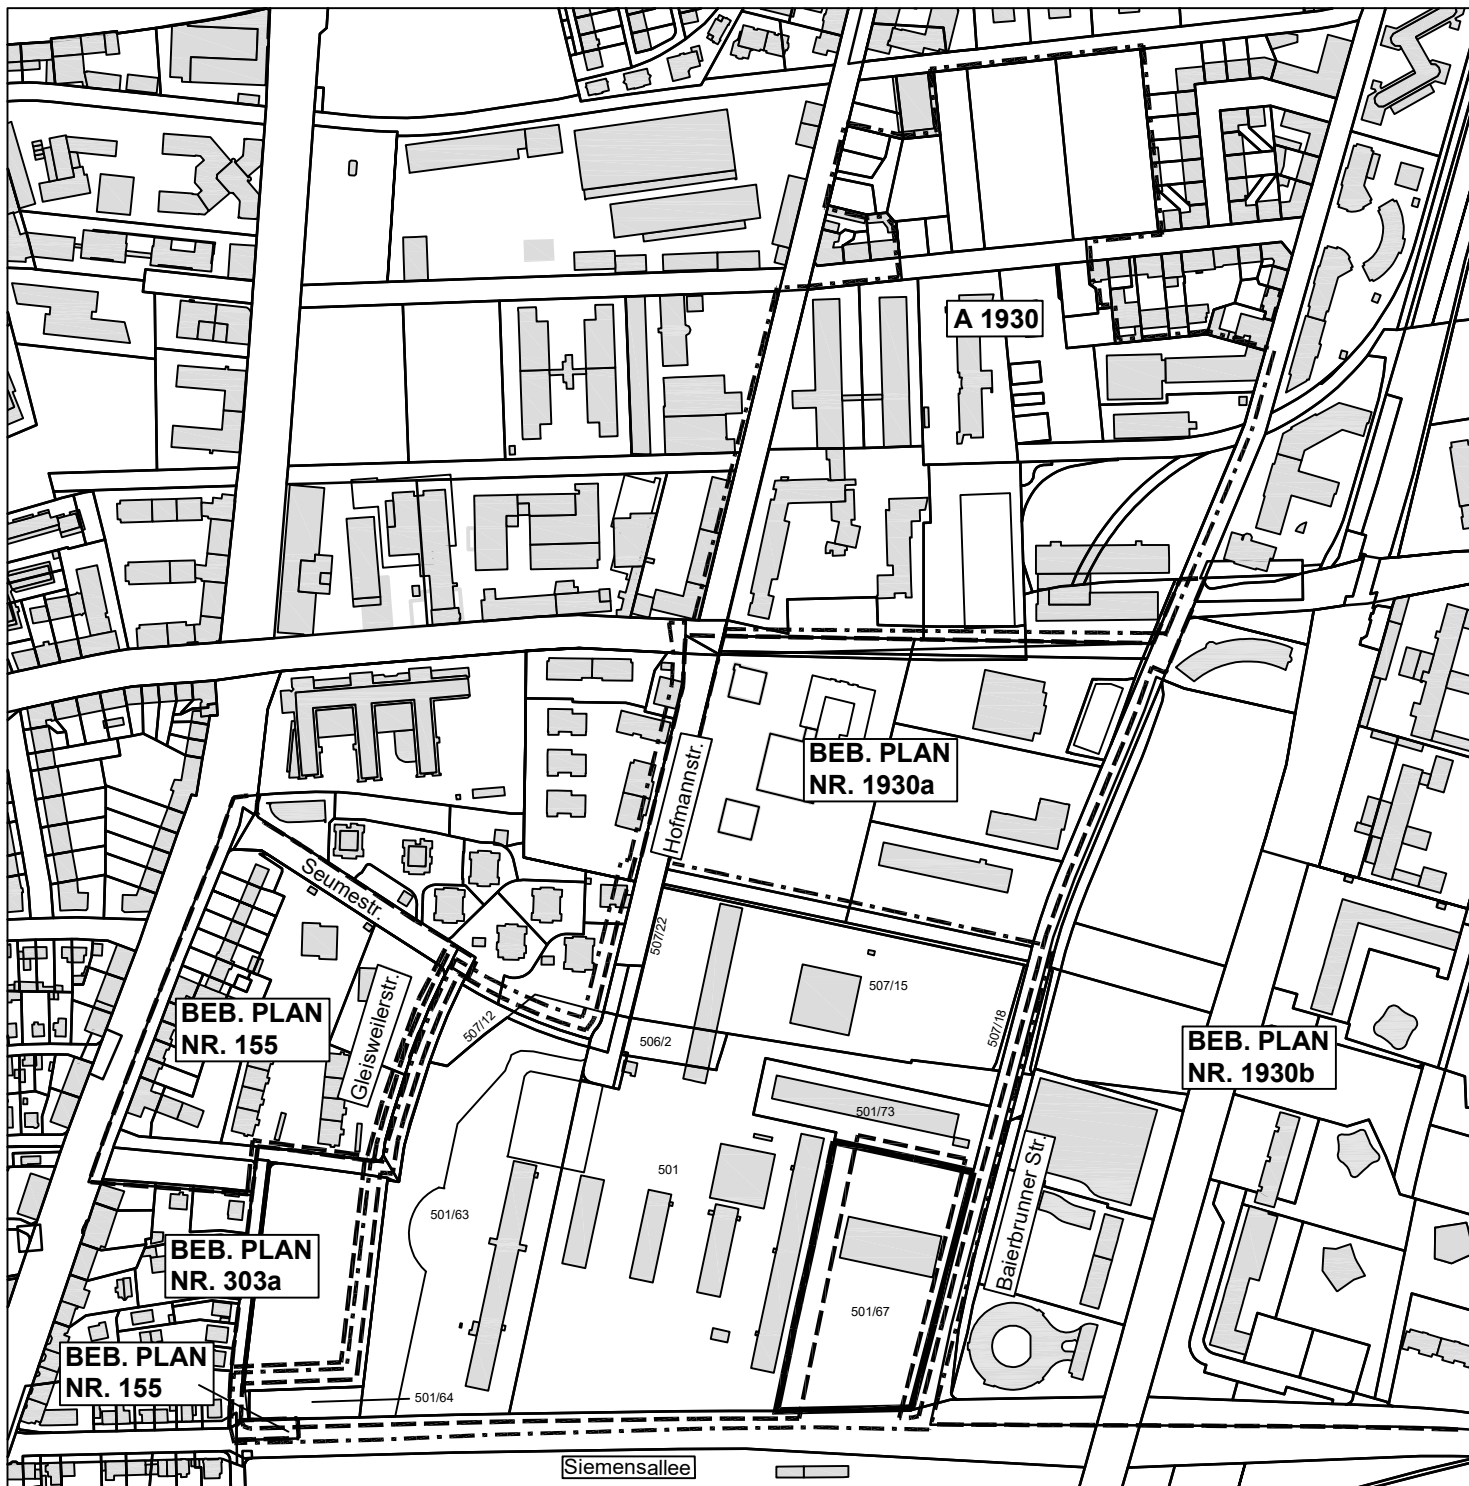 A 1930
BEB. PLAN
NR. 1930a
Hofmannstr.
Seumestr.
507/22
507/15
BEB. PLAN
NR. 155
Gleisweilerstr.
507/12
506/2
507/18
BEB. PLAN
NR. 1930b
501/73
501
501/63
Baierbrunner Str.
BEB. PLAN
NR. 303a
501/67
BEB. PLAN
NR. 155
501/64
Siemensallee